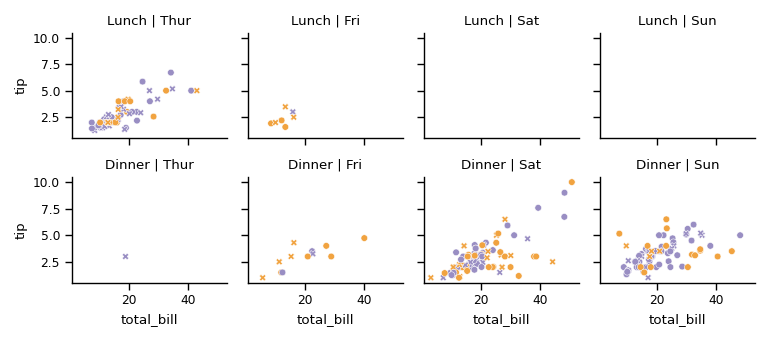 Lunch | Thur
Lunch | Fri
Lunch | Sat
Lunch | Sun
10.0
7.5
5.0
2.5
tip
Dinner | Thur
Dinner | Fri
Dinner | Sat
Dinner | Sun
10.0
7.5
5.0
2.5
tip
20 40
20 40
20 40
20 40
total_bill
total_bill
total_bill
total_bill